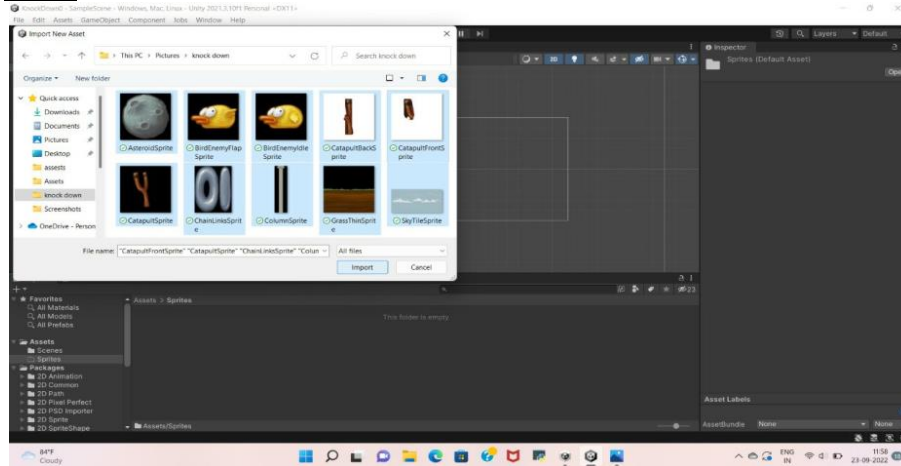 KnockDownD - SampleScene - Windows, Mac, Linux - Unity 2021.3.10f1 Personal <DX11>
File Edit Assets GameObject Component Jobs Window Help
Import New Asset
Layers
Default
This PC > Pictures > knock down
Search knock down
Organize
New folder
Quick access
Downloads
Documents
Pictures
Desktop
assests
Assets
knock down
Screenshots
OneDrive - Person
AsteroidSprite
BirdEnemyFlap
Sprite
BirdEnemyIdle
Sprite
CatapultBackS
prite
CatapultFrontS
prite
CatapultSprite
ChainLinksSprit
e
ColumnSprite
GrassThinSprit
e
SkyTileSprite
File name: "CatapultFrontSprite" "CatapultSprite" "ChainLinksSprite" "Colun
All files
Import
Cancel
2D
Inspector
Sprites (Default Asset)
Ope
23
Favorites
All Materials
All Models
All Prefabs
Assets
Scenes
Sprites
Packages
2D Animation
2D Common
2D Path
2D Pixel Perfect
2D PSD Importer
2D Sprite
2D SpriteShape
Assets > Sprites
This folder is empty
Assets/Sprites
Asset Labels
AssetBundle None None
84°F
Cloudy
ENG
IN
11:58
23-09-2022